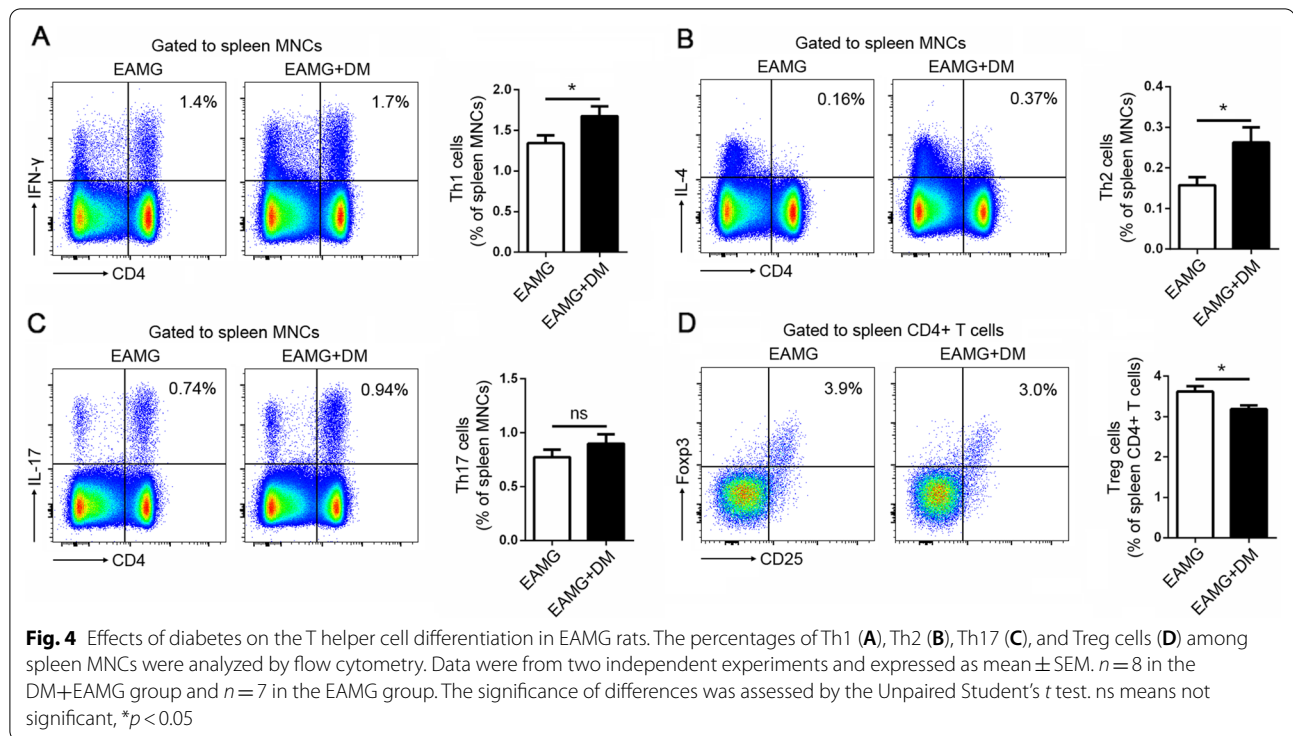 A
Gated to spleen MNCs
EAMG
EAMG+DM
1.4%
1.7%
IFN-γ
CD4
Th1 cells
(% of spleen MNCs)
2.0
1.5
1.0
0.5
0.0
*
EAMG
EAMG+DM
B
Gated to spleen MNCs
EAMG
EAMG+DM
0.16%
0.37%
IL-4
CD4
Th2 cells
(% of spleen MNCs)
0.4
0.3
0.2
0.1
0.0
*
EAMG
EAMG+DM
C
Gated to spleen MNCs
EAMG
EAMG+DM
0.74%
0.94%
IL-17
CD4
Th17 cells
(% of spleen MNCs)
1.5
1.0
0.5
0.0
ns
EAMG
EAMG+DM
D
Gated to spleen CD4+ T cells
EAMG
EAMG+DM
3.9%
3.0%
Foxp3
CD25
Treg cells
(% of spleen CD4+ T cells)
4
3
2
1
0
*
EAMG
EAMG+DM
Fig. 4 Effects of diabetes on the T helper cell differentiation in EAMG rats. The percentages of Th1 (A), Th2 (B), Th17 (C), and Treg cells (D) among
spleen MNCs were analyzed by flow cytometry. Data were from two independent experiments and expressed as mean ± SEM. n = 8 in the
DM+EAMG group and n = 7 in the EAMG group. The significance of differences was assessed by the Unpaired Student's t test. ns means not
significant, *p < 0.05